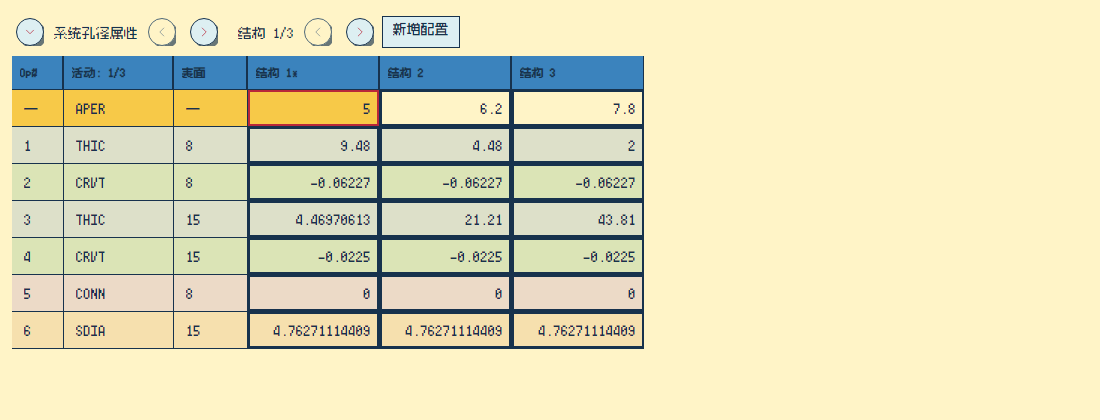 系统孔径属性 结构 1/3 新增配置
Op# 活动: 1/3 表面 结构 1* 结构 2 结构 3
— APER — 5 6.2 7.8
1 THIC 8 9.48 4.48 2
2 CRVT 8 -0.06227 -0.06227 -0.06227
3 THIC 15 4.46970613 21.21 43.81
4 CRVT 15 -0.0225 -0.0225 -0.0225
5 CONN 8 0 0 0
6 SDIA 15 4.76271114409 4.76271114409 4.76271114409